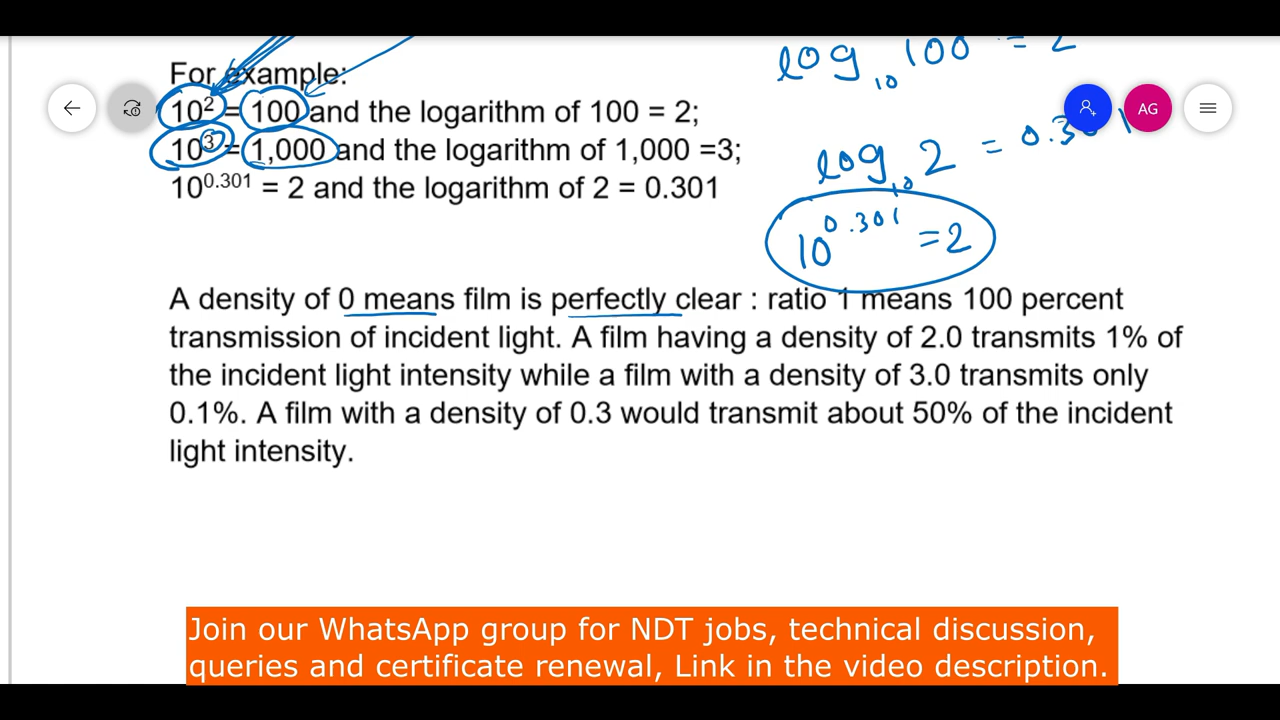 For example:
log₁₀ 100 = 2
10² = 100 and the logarithm of 100 = 2;
AG
10³ = 1,000 and the logarithm of 1,000 =3;
log₁₀ 2 = 0.301
10^0.301 = 2 and the logarithm of 2 = 0.301
10^0.301 = 2
A density of 0 means film is perfectly clear : ratio 1 means 100 percent
transmission of incident light. A film having a density of 2.0 transmits 1% of
the incident light intensity while a film with a density of 3.0 transmits only
0.1%. A film with a density of 0.3 would transmit about 50% of the incident
light intensity.
Join our WhatsApp group for NDT jobs, technical discussion,
queries and certificate renewal, Link in the video description.